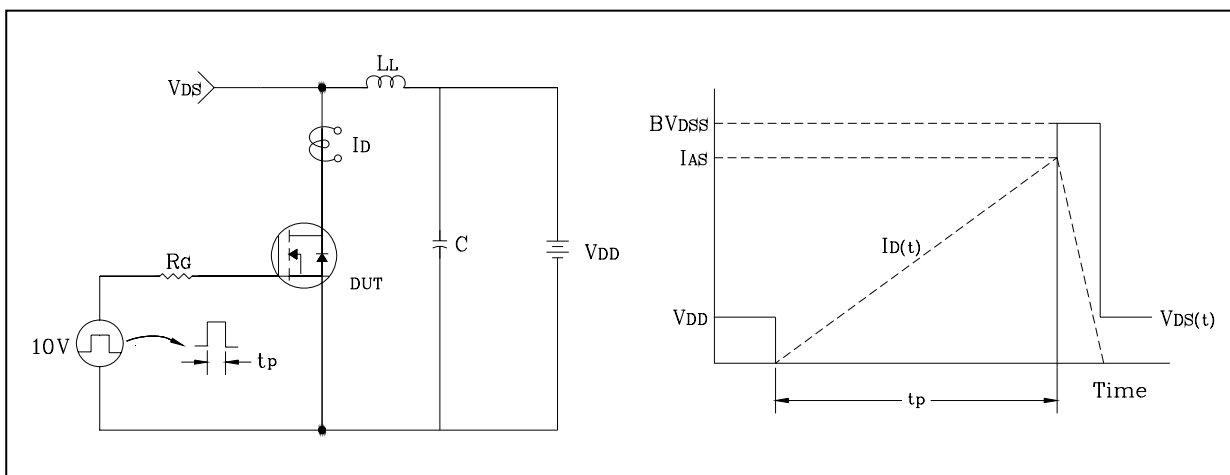 LL
VDS
ID
RG
DUT
C
VDD
10V
tp
BVDSS
IAS
ID(t)
VDD
VDS(t)
tp
Time